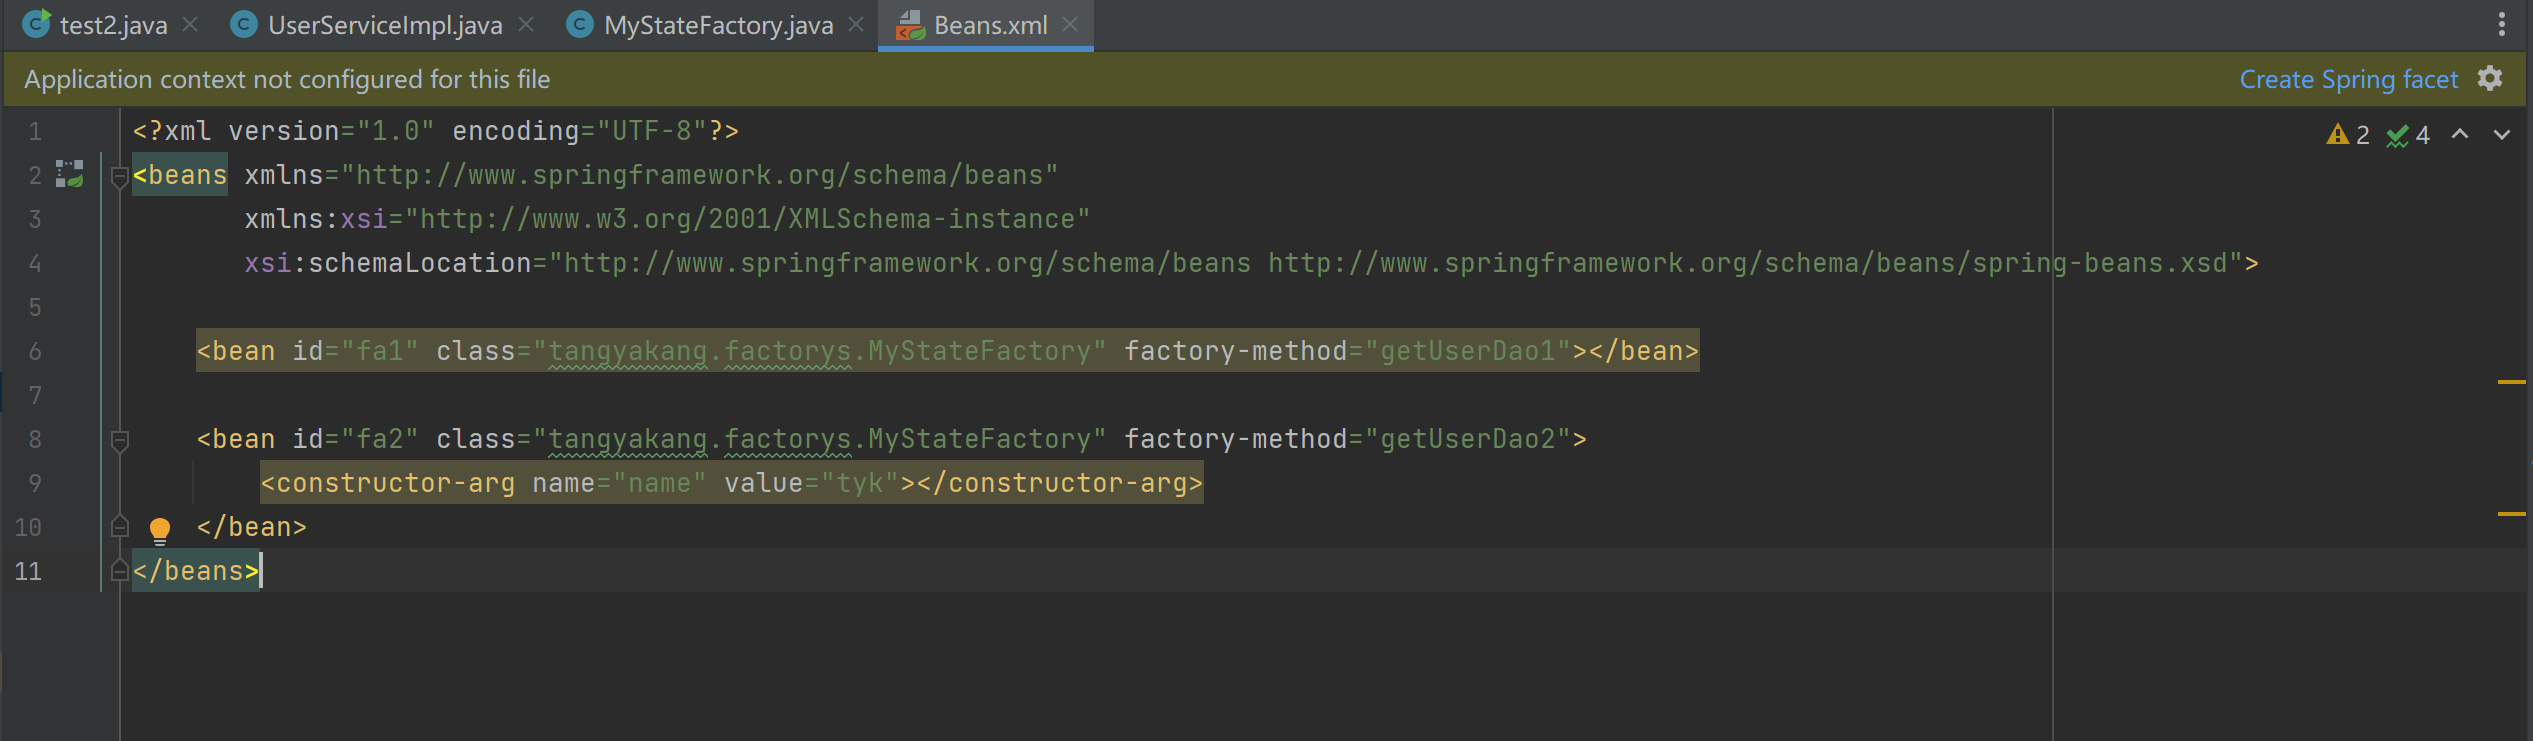 test2.java UserServiceImpl.java MyStateFactory.java Beans.xml
Application context not configured for this file Create Spring facet
1 <?xml version="1.0" encoding="UTF-8"?> 2 4
2 <beans xmlns="http://www.springframework.org/schema/beans"
3 xmlns:xsi="http://www.w3.org/2001/XMLSchema-instance"
4 xsi:schemaLocation="http://www.springframework.org/schema/beans http://www.springframework.org/schema/beans/spring-beans.xsd">
5
6 <bean id="fa1" class="tangyakang.factorys.MyStateFactory" factory-method="getUserDao1"></bean>
7
8 <bean id="fa2" class="tangyakang.factorys.MyStateFactory" factory-method="getUserDao2">
9 <constructor-arg name="name" value="tyk"></constructor-arg>
10 </bean>
11 </beans>